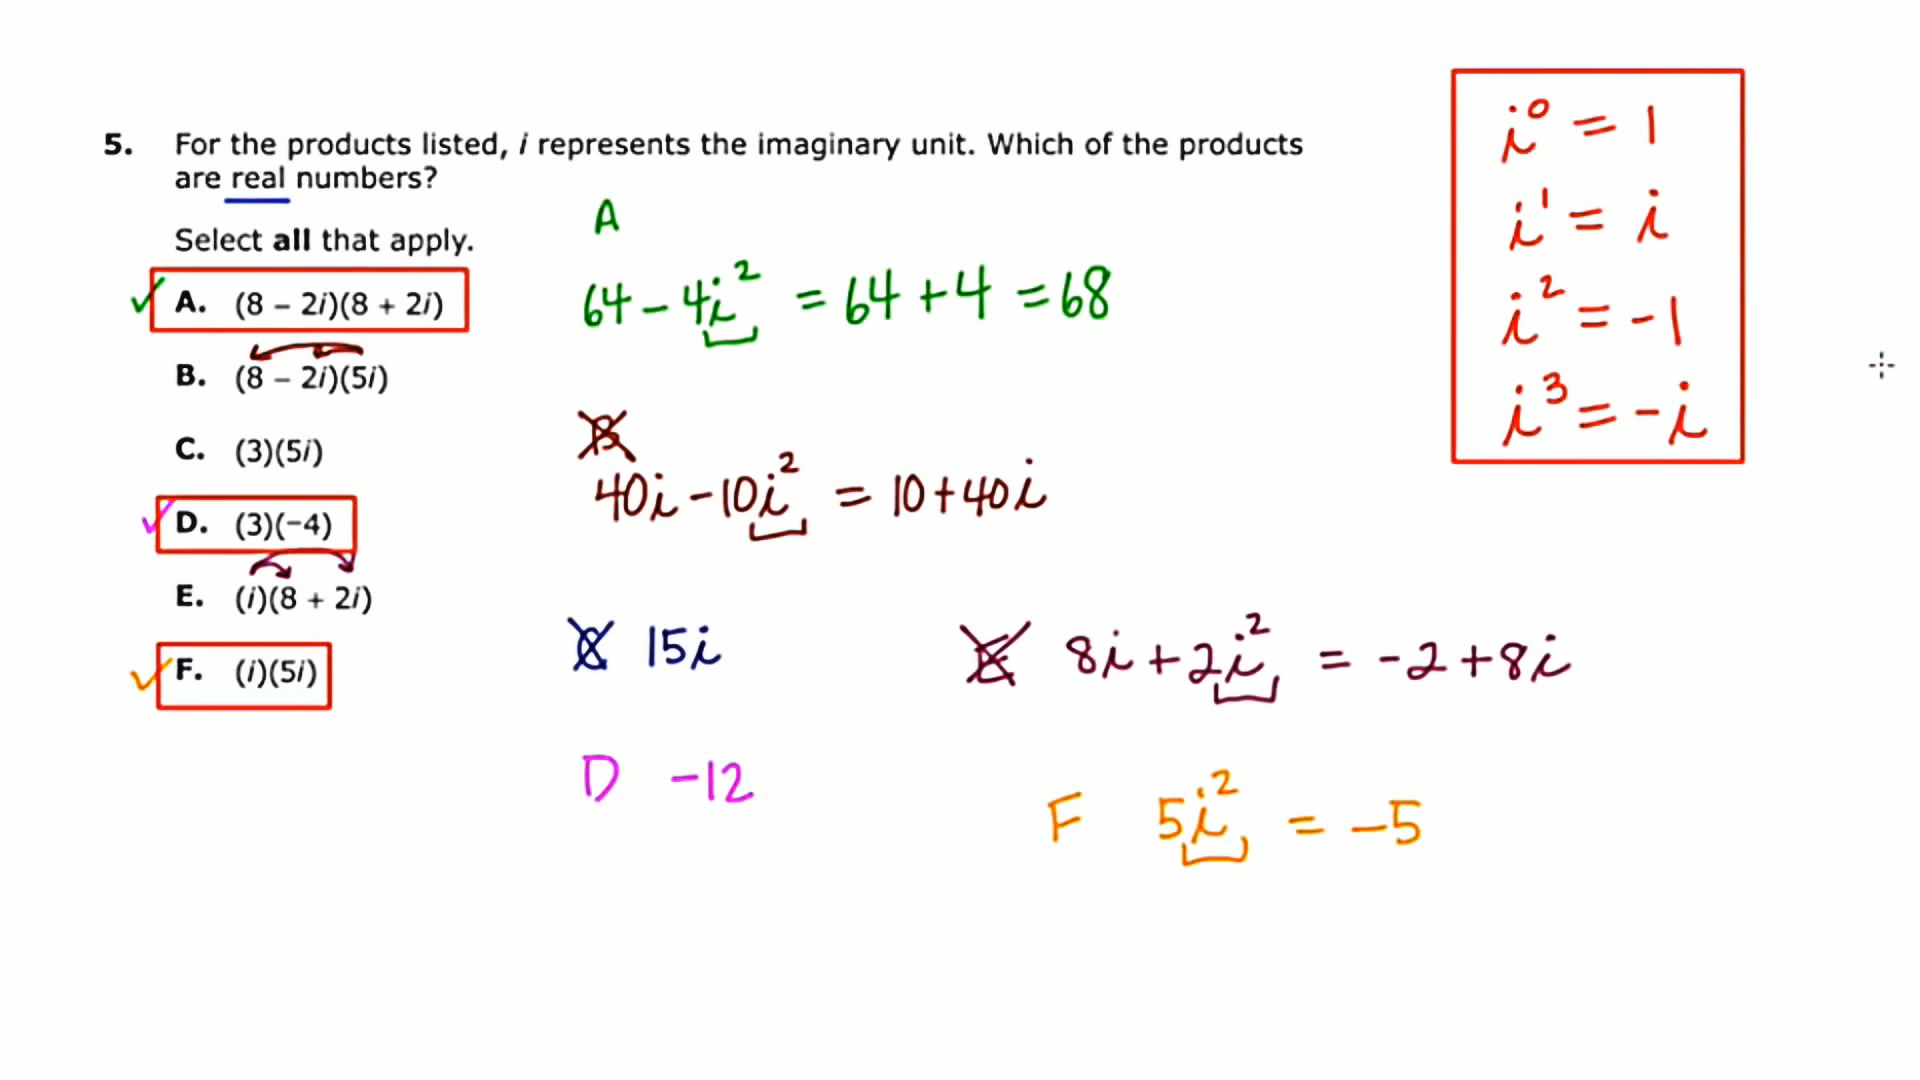 5. For the products listed, i represents the imaginary unit. Which of the products
are real numbers?
Select all that apply.
A. (8 – 2i)(8 + 2i)
B. (8 – 2i)(5i)
C. (3)(5i)
D. (3)(−4)
E. (i)(8 + 2i)
F. (i)(5i)
A
64 - 4i² = 64 + 4 = 68
B
40i - 10i² = 10 + 40i
C 15i
D -12
E 8i + 2i² = -2 + 8i
F 5i² = -5
i⁰ = 1
i¹ = i
i² = -1
i³ = -i